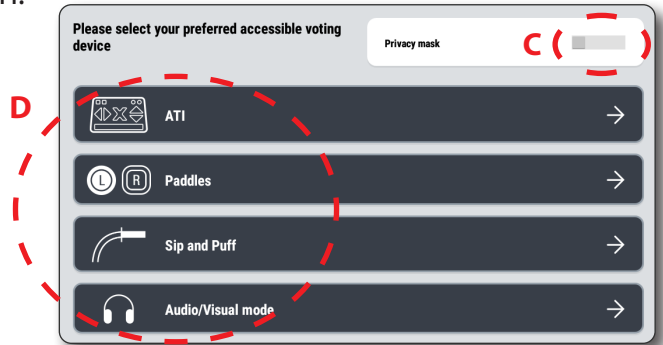 Please select your preferred accessible voting
device
Privacy mask
C
D
ATI
L R Paddles
Sip and Puff
Audio/Visual mode